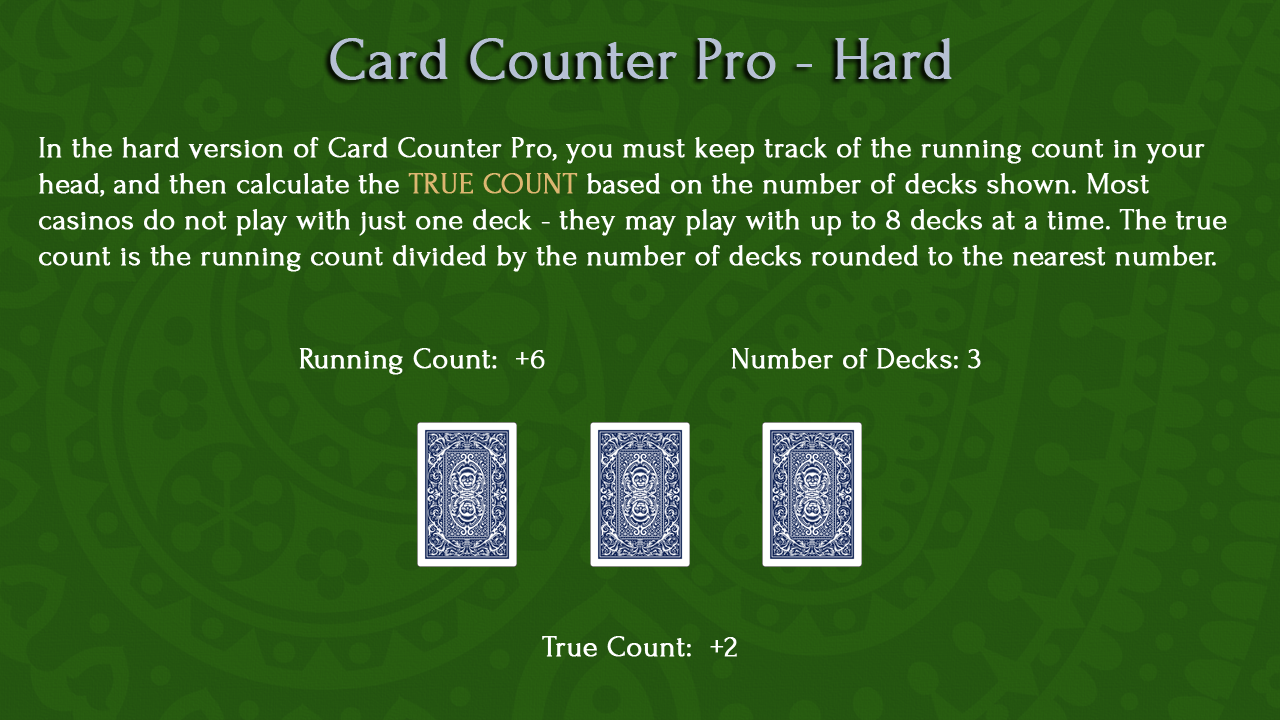 Card Counter Pro - Hard
In the hard version of Card Counter Pro, you must keep track of the running count in your
head, and then calculate the TRUE COUNT based on the number of decks shown. Most
casinos do not play with just one deck - they may play with up to 8 decks at a time. The true
count is the running count divided by the number of decks rounded to the nearest number.
Running Count: +6
Number of Decks: 3
True Count: +2